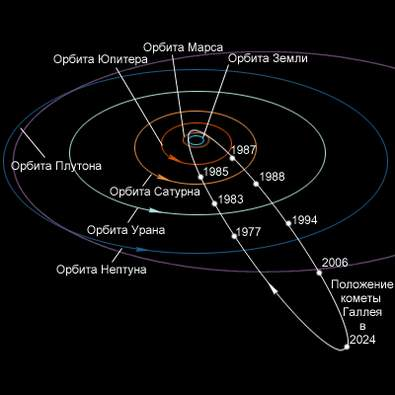 Орбита Марса
Орбита Юпитера
Орбита Земли
1987
Орбита Плутона
1985
1988
Орбита Сатурна
1983
1994
Орбита Урана
1977
2006
Орбита Нептуна
Положение
кометы
Галлея
в
2024